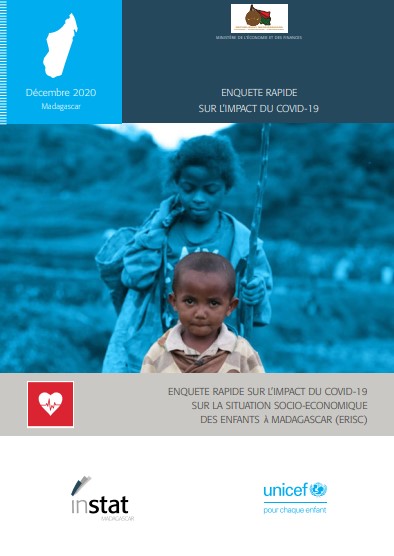 Décembre 2020
Madagascar
MINISTÈRE DE L'ÉCONOMIE ET DES FINANCES
ENQUETE RAPIDE
SUR L'IMPACT DU COVID-19
ENQUETE RAPIDE SUR L'IMPACT DU COVID-19
SUR LA SITUATION SOCIO-ECONOMIQUE
DES ENFANTS À MADAGASCAR (ERISC)
instat
MADAGASCAR
unicef
pour chaque enfant